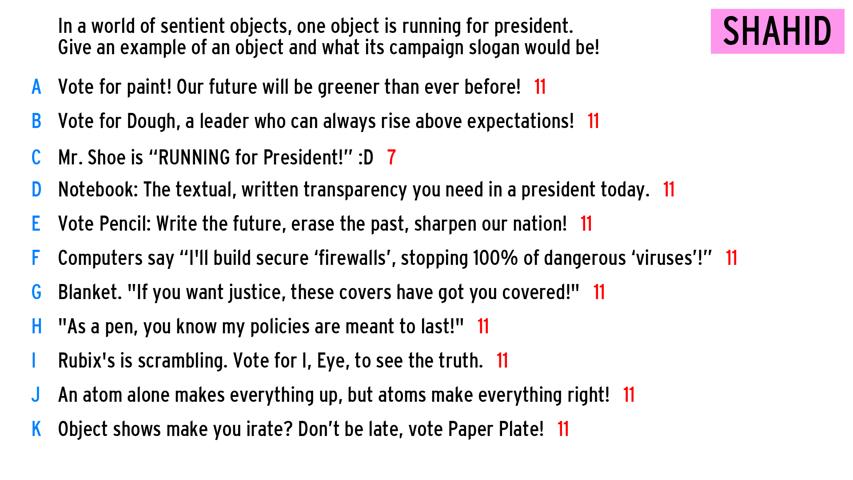 In a world of sentient objects, one object is running for president.
Give an example of an object and what its campaign slogan would be!
SHAHID
A Vote for paint! Our future will be greener than ever before! 11
B Vote for Dough, a leader who can always rise above expectations! 11
C Mr. Shoe is “RUNNING for President!” :D 7
D Notebook: The textual, written transparency you need in a president today. 11
E Vote Pencil: Write the future, erase the past, sharpen our nation! 11
F Computers say “I'll build secure ‘firewalls’, stopping 100% of dangerous ‘viruses’!” 11
G Blanket. "If you want justice, these covers have got you covered!" 11
H "As a pen, you know my policies are meant to last!" 11
I Rubix's is scrambling. Vote for I, Eye, to see the truth. 11
J An atom alone makes everything up, but atoms make everything right! 11
K Object shows make you irate? Don’t be late, vote Paper Plate! 11